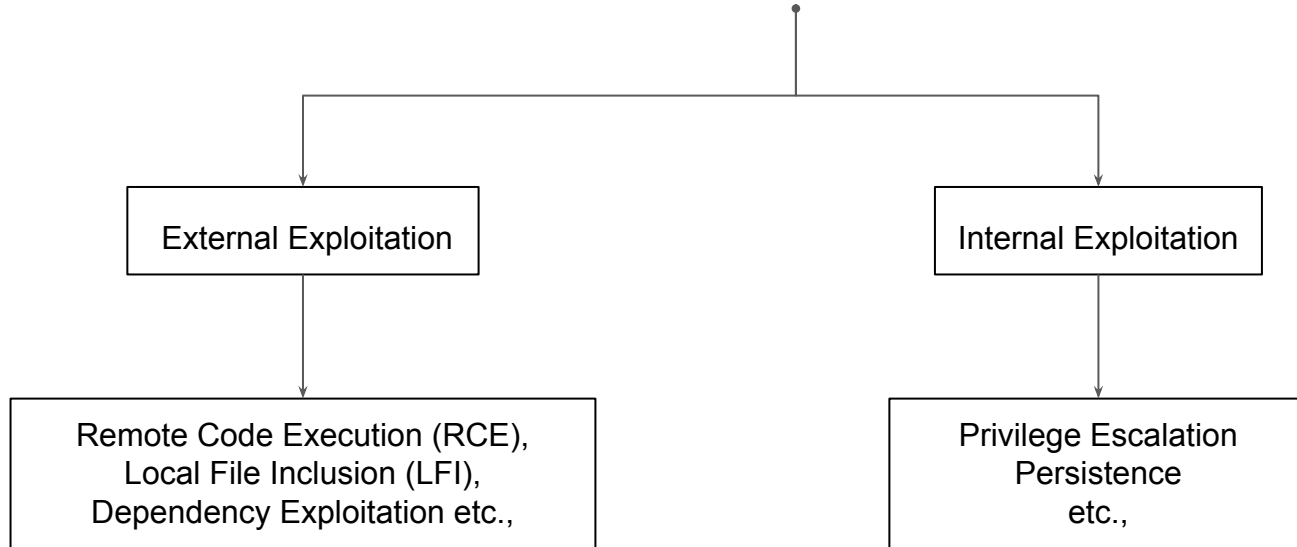 External Exploitation
Internal Exploitation
Remote Code Execution (RCE),
Local File Inclusion (LFI),
Dependency Exploitation etc.,
Privilege Escalation
Persistence
etc.,